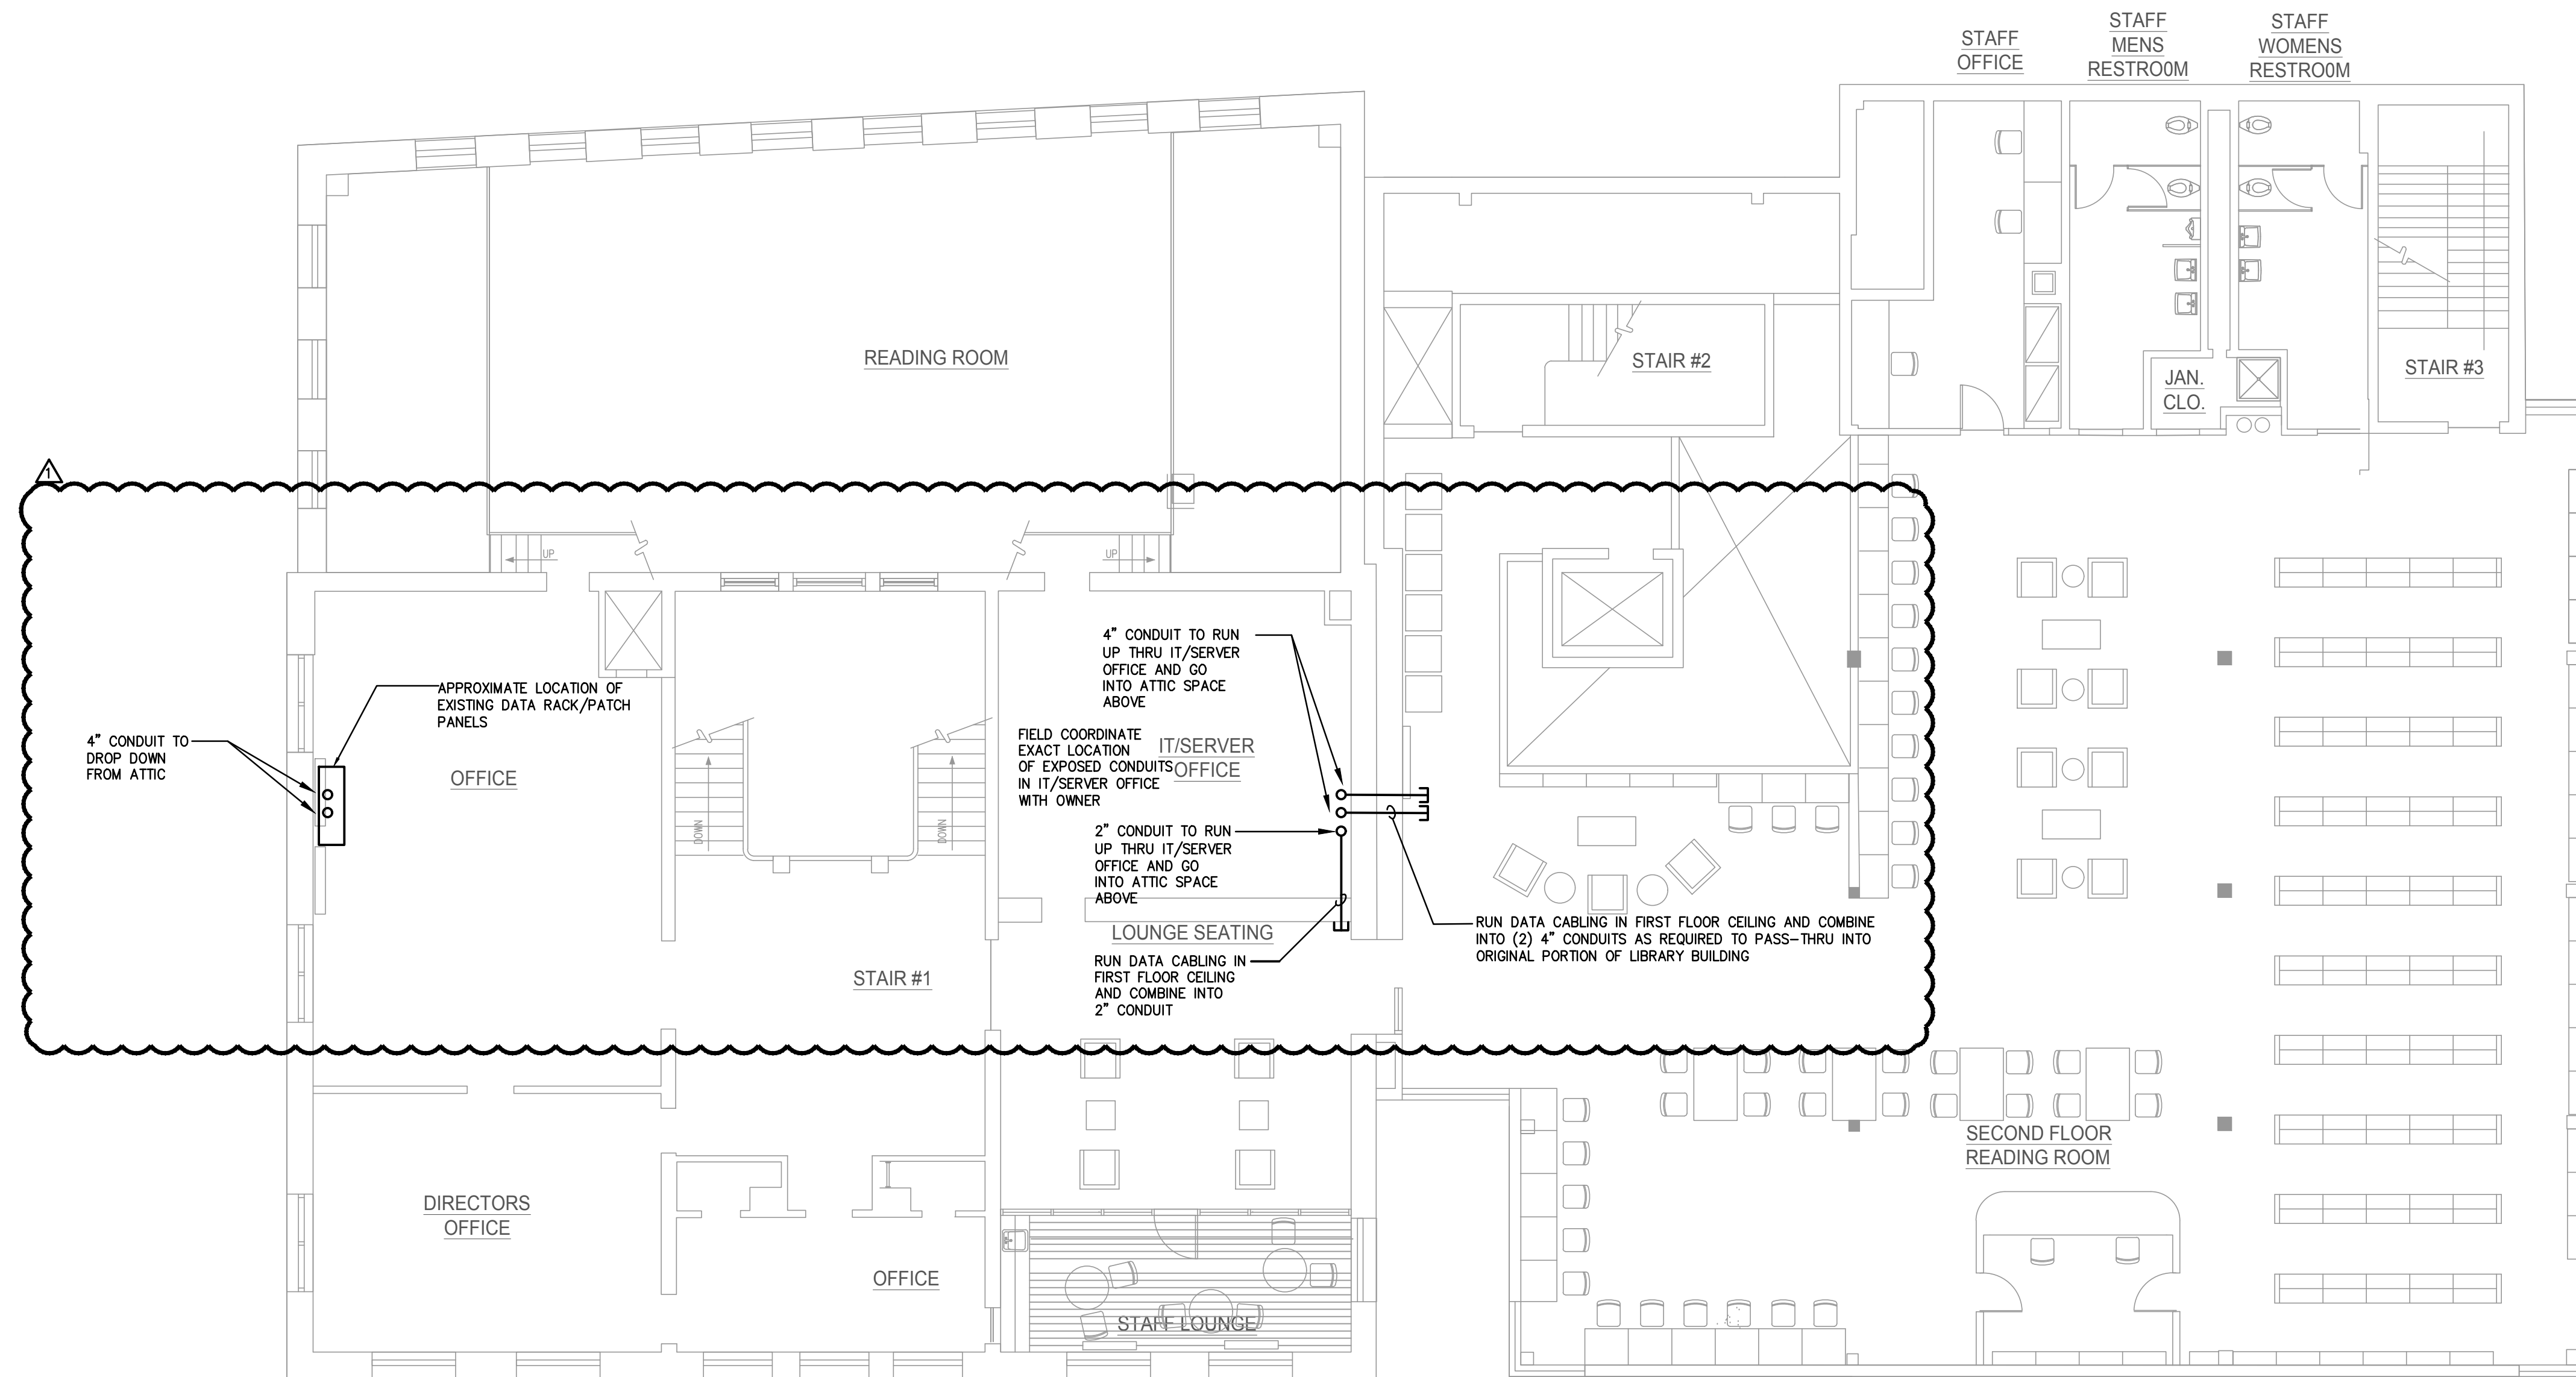 STAFF
OFFICE
STAFF
MENS
RESTRO0M
STAFF
WOMENS
RESTRO0M
READING ROOM
STAIR #2
JAN.
CLO.
STAIR #3
1
UP
UP
4" CONDUIT TO RUN
UP THRU IT/SERVER
OFFICE AND GO
INTO ATTIC SPACE
ABOVE
APPROXIMATE LOCATION OF
EXISTING DATA RACK/PATCH
PANELS
4" CONDUIT TO
DROP DOWN
FROM ATTIC
OFFICE
FIELD COORDINATE
EXACT LOCATION
OF EXPOSED CONDUITS
IN IT/SERVER OFFICE
WITH OWNER
IT/SERVER
OFFICE
DOWN
DOWN
2" CONDUIT TO RUN
UP THRU IT/SERVER
OFFICE AND GO
INTO ATTIC SPACE
ABOVE
LOUNGE SEATING
RUN DATA CABLING IN FIRST FLOOR CEILING AND COMBINE
INTO (2) 4" CONDUITS AS REQUIRED TO PASS-THRU INTO
ORIGINAL PORTION OF LIBRARY BUILDING
RUN DATA CABLING IN
FIRST FLOOR CEILING
AND COMBINE INTO
2" CONDUIT
STAIR #1
SECOND FLOOR
READING ROOM
DIRECTORS
OFFICE
OFFICE
STAFF LOUNGE